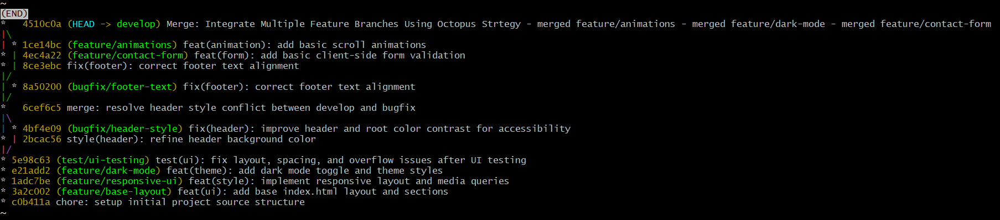 ~
(END)
*   4510c0a (HEAD -> develop) Merge: Integrate Multiple Feature Branches Using Octopus Strtegy - merged feature/animations - merged feature/dark-mode - merged feature/contact-form
|\
| * 1ce14bc (feature/animations) feat(animation): add basic scroll animations
* | 4ec4a22 (feature/contact-form) feat(form): add basic client-side form validation
* | 8ce3ebc fix(footer): correct footer text alignment
|/
| * 8a50200 (bugfix/footer-text) fix(footer): correct footer text alignment
|/
*   6cef6c5 merge: resolve header style conflict between develop and bugfix
|\
| * 4bf4e09 (bugfix/header-style) fix(header): improve header and root color contrast for accessibility
* | 2bcac56 style(header): refine header background color
|/
* 5e98c63 (test/ui-testing) test(ui): fix layout, spacing, and overflow issues after UI testing
* e21add2 (feature/dark-mode) feat(theme): add dark mode toggle and theme styles
* 1adc7be (feature/responsive-ui) feat(style): implement responsive layout and media queries
* 3a2c002 (feature/base-layout) feat(ui): add base index.html layout and sections
* c0b411a chore: setup initial project source structure
~